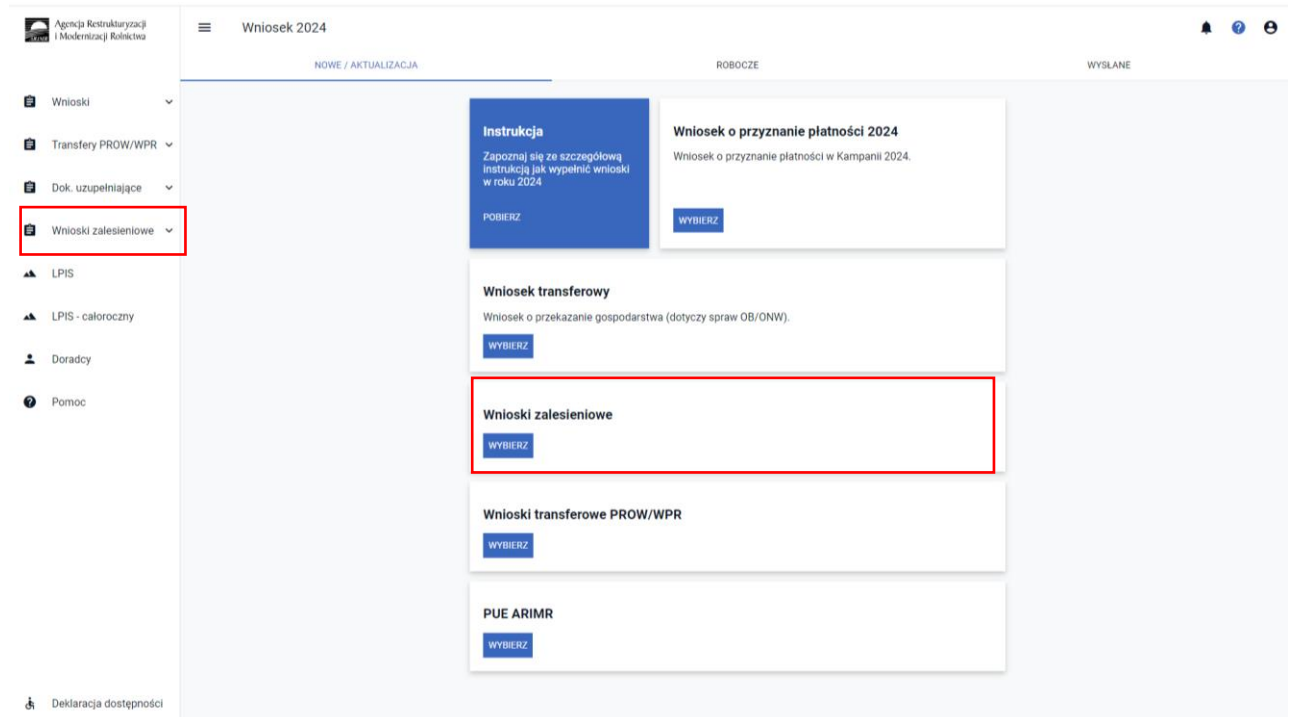 Agencja Restrukturyzacji
i Modernizacji Rolnictwa
Wniosek 2024
NOWE / AKTUALIZACJA
ROBOCZE
WYSŁANE
Wnioski
Transfery PROW/WPR
Dok. uzupełniające
Wnioski zalesieniowe
LPIS
LPIS - całoroczny
Doradcy
Pomoc
Deklaracja dostępności
Instrukcja
Zapoznaj się ze szczegółową
instrukcją jak wypełnić wnioski
w roku 2024
POBIERZ
Wniosek o przyznanie płatności 2024
Wniosek o przyznanie płatności w Kampanii 2024.
WYBIERZ
Wniosek transferowy
Wniosek o przekazanie gospodarstwa (dotyczy spraw OB/ONW).
WYBIERZ
Wnioski zalesieniowe
WYBIERZ
Wnioski transferowe PROW/WPR
WYBIERZ
PUE ARIMR
WYBIERZ